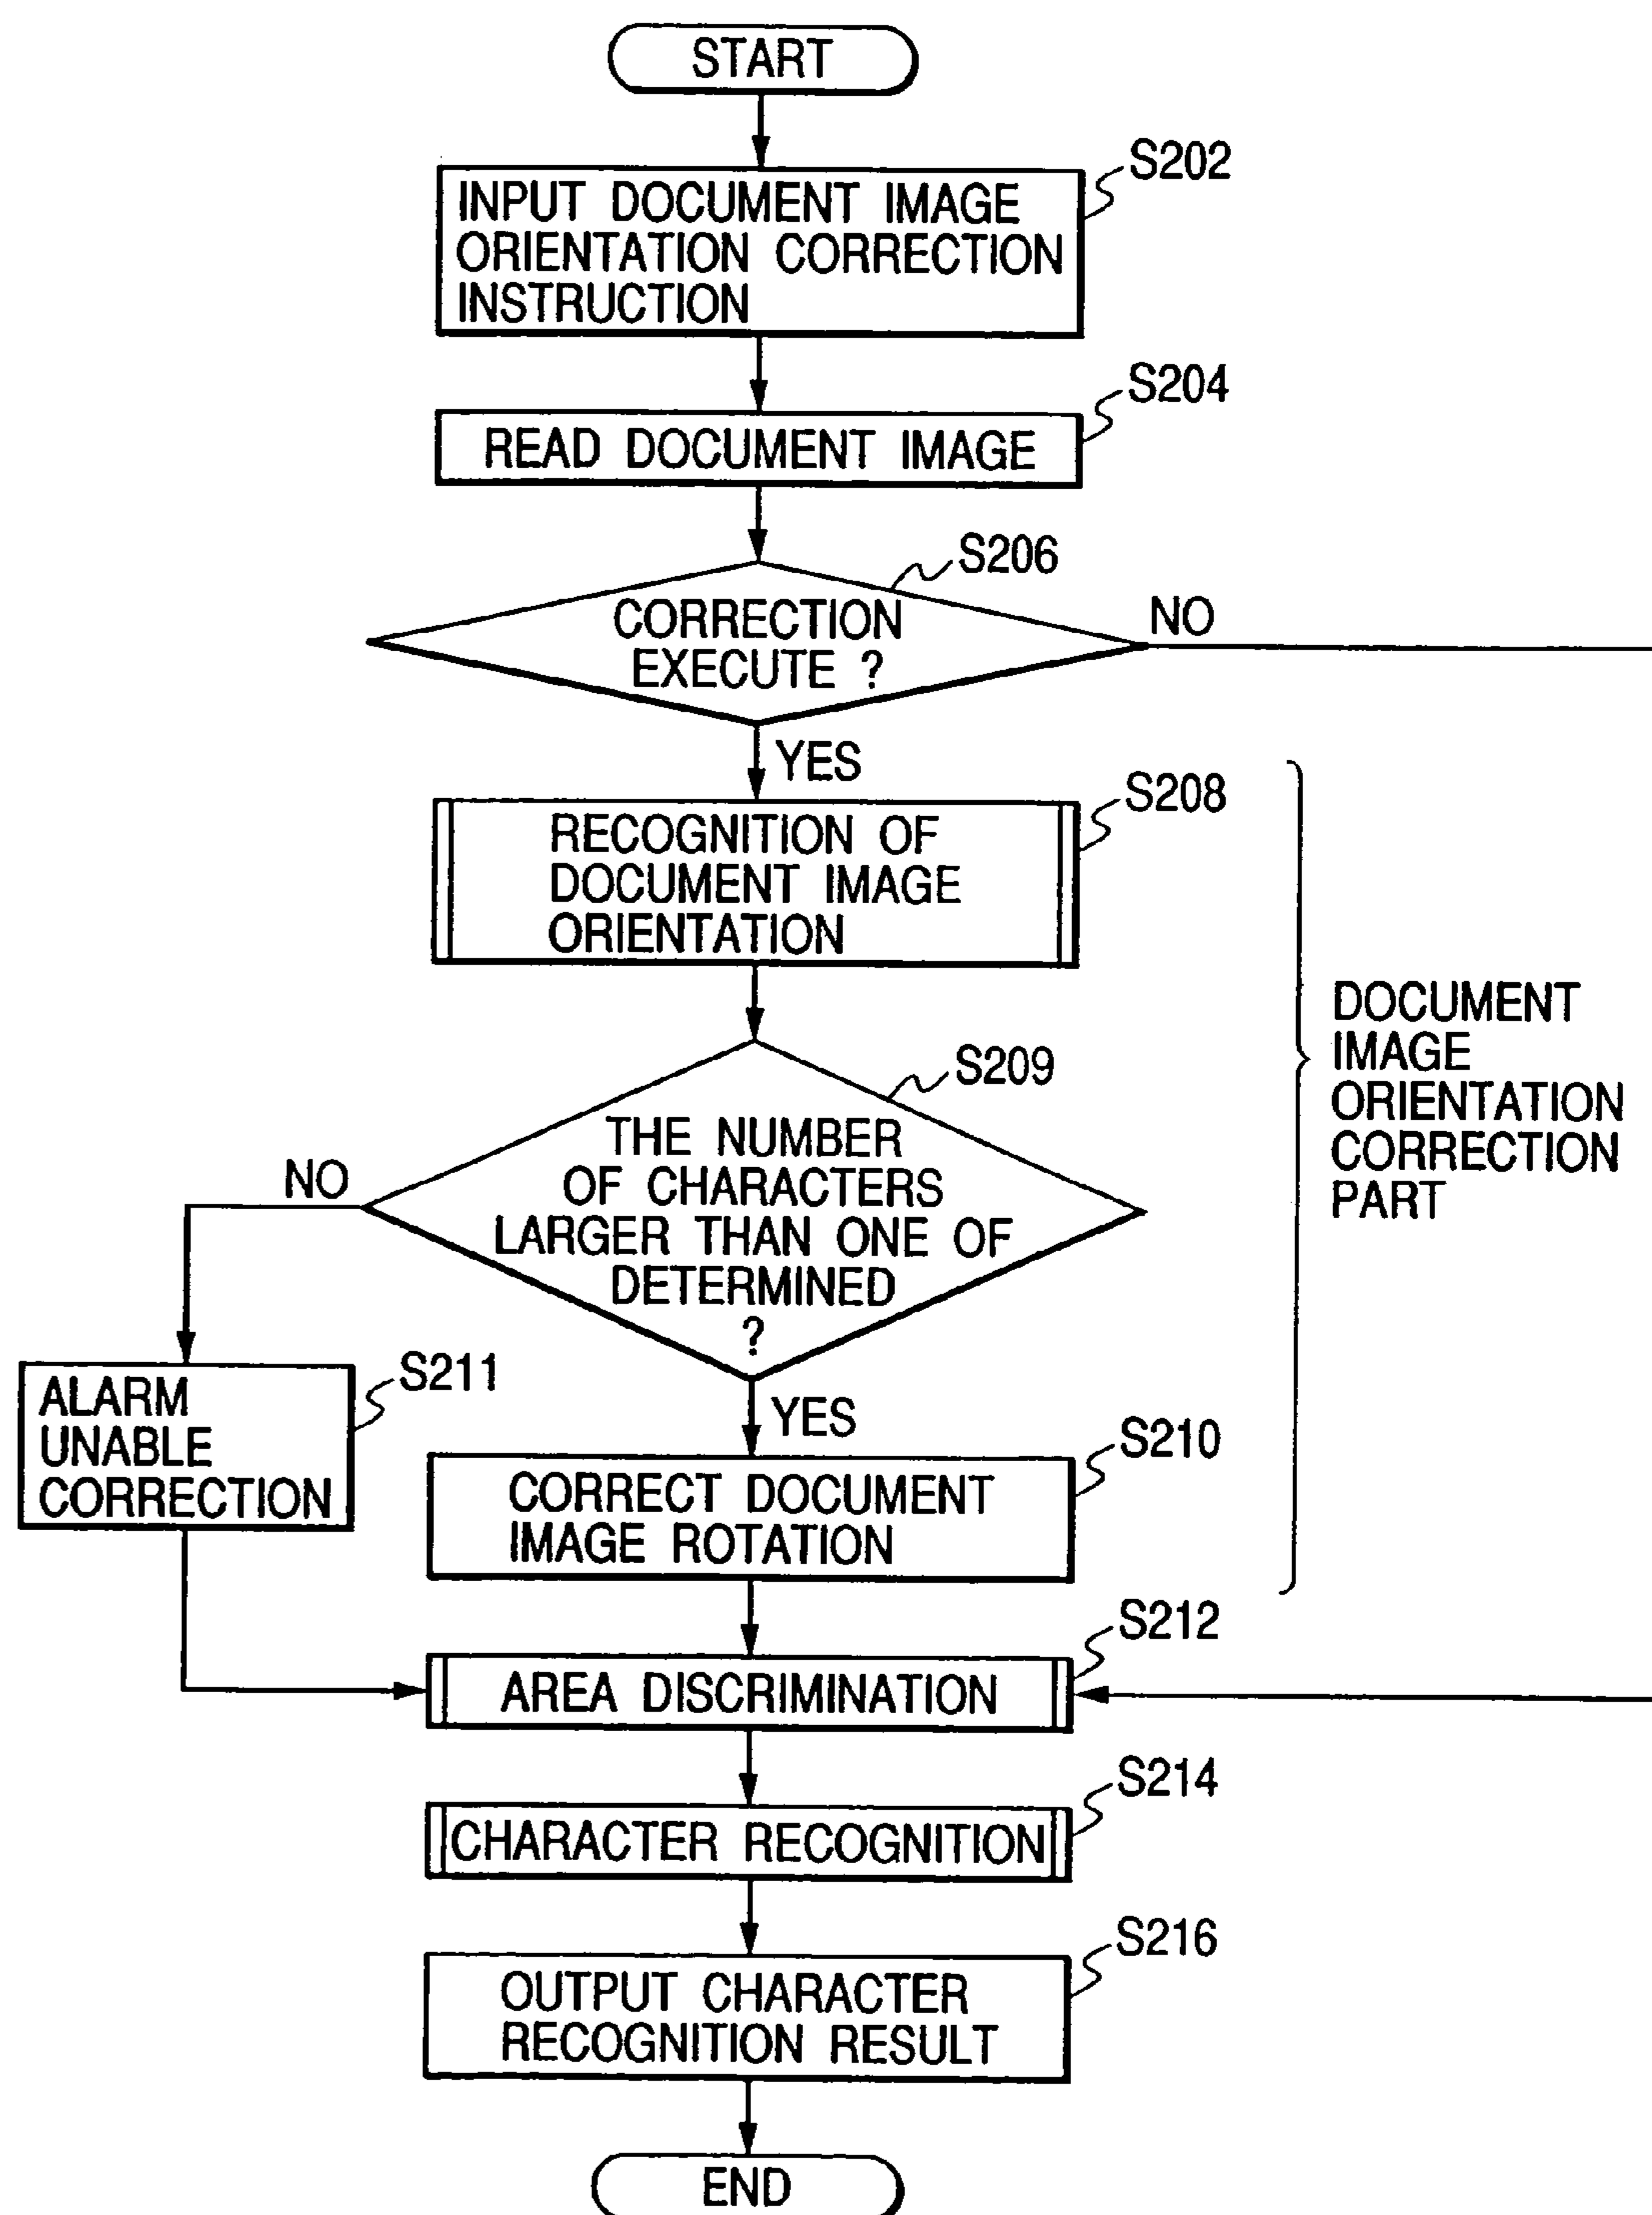 START
S202
INPUT DOCUMENT IMAGE
ORIENTATION CORRECTION
INSTRUCTION
S204
READ DOCUMENT IMAGE
S206
CORRECTION
EXECUTE ?
NO
YES
S208
RECOGNITION OF
DOCUMENT IMAGE
ORIENTATION
DOCUMENT
IMAGE
ORIENTATION
CORRECTION
PART
S209
THE NUMBER
OF CHARACTERS
LARGER THAN ONE OF
DETERMINED
?
NO
YES
S211
ALARM
UNABLE
CORRECTION
S210
CORRECT DOCUMENT
IMAGE ROTATION
S212
AREA DISCRIMINATION
S214
CHARACTER RECOGNITION
S216
OUTPUT CHARACTER
RECOGNITION RESULT
END